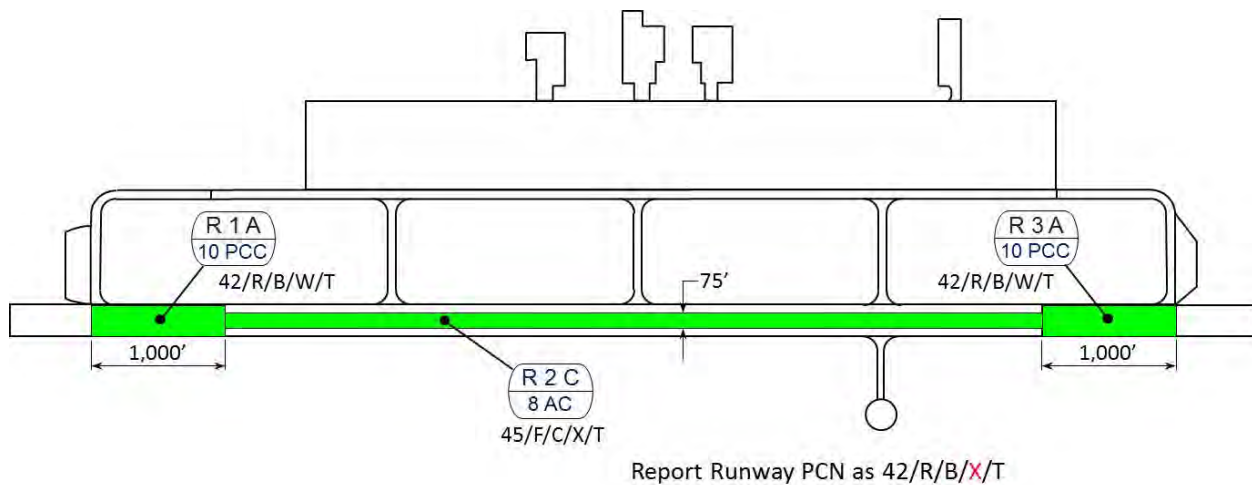 R 1 A
10 PCC
42/R/B/W/T
R 3 A
10 PCC
42/R/B/W/T
75’
1,000’
1,000’
R 2 C
8 AC
45/F/C/X/T
Report Runway PCN as 42/R/B/X/T